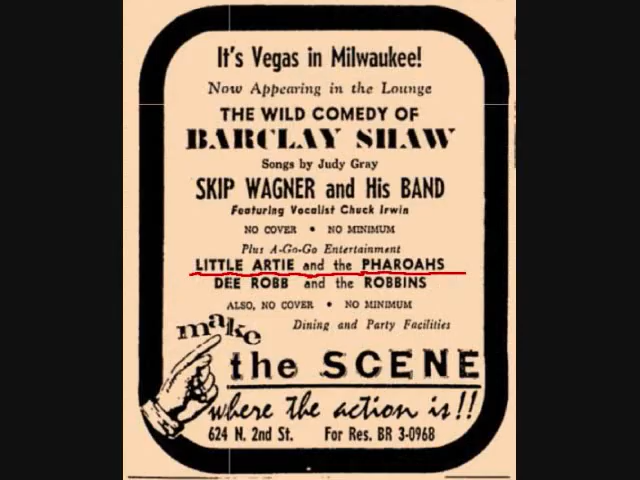 It's Vegas in Milwaukee!
Now Appearing in the Lounge
THE WILD COMEDY OF
BARCLAY SHAW
Songs by Judy Gray
SKIP WAGNER and His BAND
Featuring Vocalist Chuck Irwin
NO COVER • NO MINIMUM
Plus A-Go-Go Entertainment
LITTLE ARTIE and the PHAROAHS
DEE ROBB and the ROBBINS
ALSO, NO COVER • NO MINIMUM
Dining and Party Facilities
make
the SCENE
where the action is!!
624 N. 2nd St. For Res. BR 3-0968